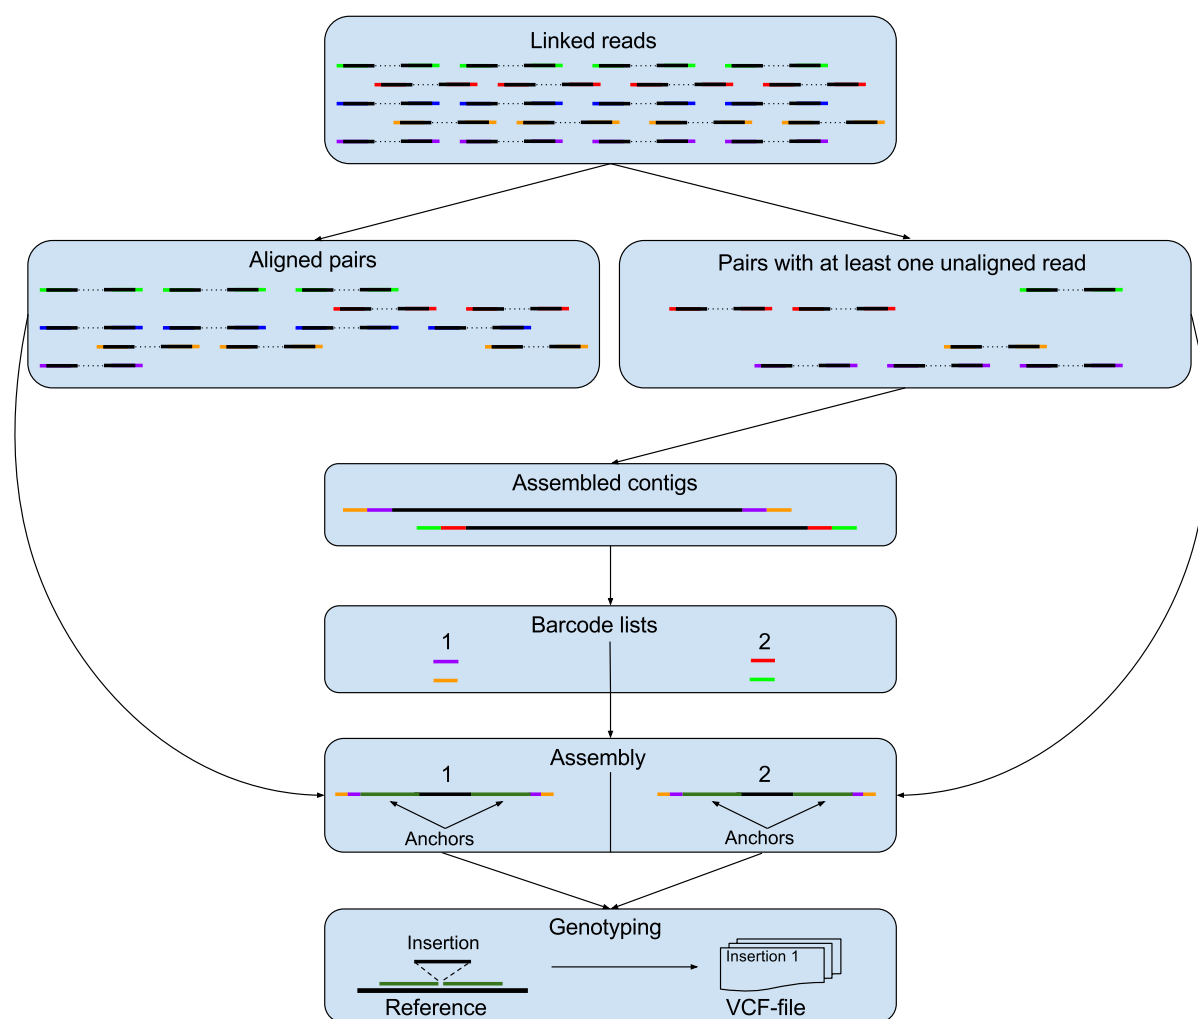 Linked reads
Aligned pairs
Pairs with at least one unaligned read
Assembled contigs
Barcode lists
1
2
Assembly
1
2
Anchors
Anchors
Genotyping
Insertion
Insertion 1
Reference
VCF-file